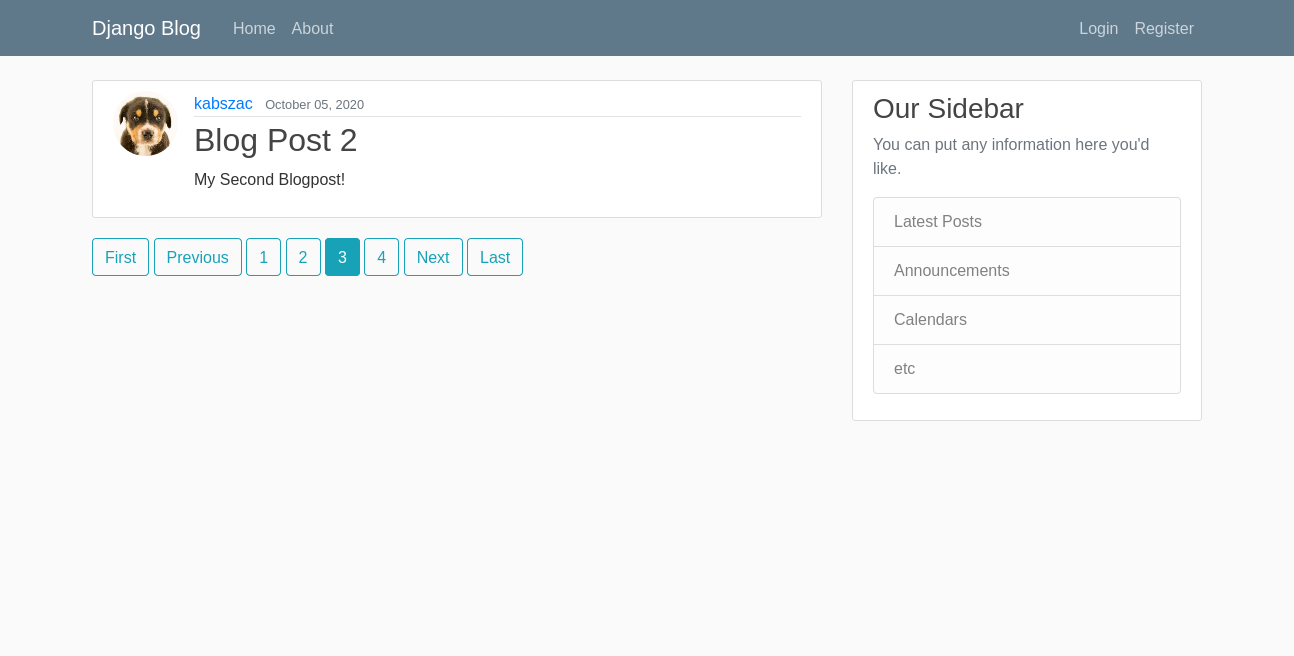 Django Blog Home About Login Register
kabszac October 05, 2020
Blog Post 2
My Second Blogpost!
First Previous 1 2 3 4 Next Last
Our Sidebar
You can put any information here you'd
like.
Latest Posts
Announcements
Calendars
etc